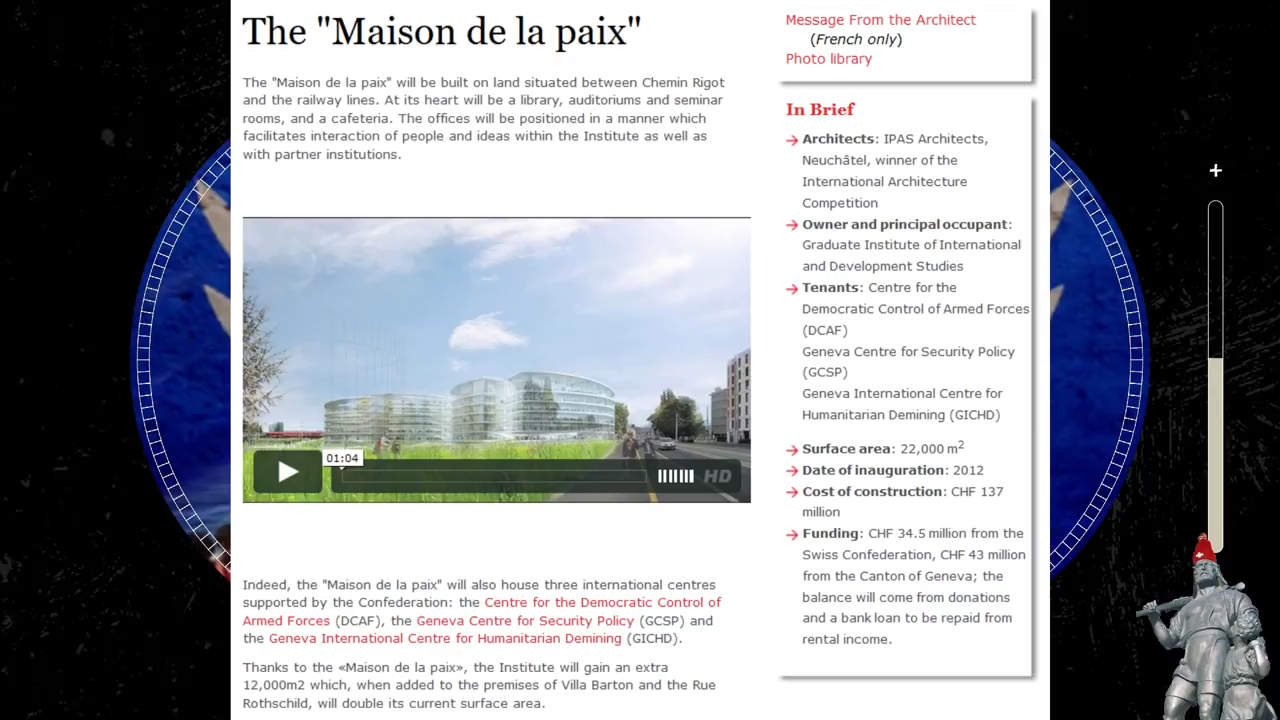 The "Maison de la paix"
The "Maison de la paix" will be built on land situated between Chemin Rigot
and the railway lines. At its heart will be a library, auditoriums and seminar
rooms, and a cafeteria. The offices will be positioned in a manner which
facilitates interaction of people and ideas within the Institute as well as
with partner institutions.
01:04
HD
Indeed, the "Maison de la paix" will also house three international centres
supported by the Confederation: the Centre for the Democratic Control of
Armed Forces (DCAF), the Geneva Centre for Security Policy (GCSP) and
the Geneva International Centre for Humanitarian Demining (GICHD).
Thanks to the «Maison de la paix», the Institute will gain an extra
12,000m2 which, when added to the premises of Villa Barton and the Rue
Rothschild, will double its current surface area.
Message From the Architect
(French only)
Photo library
In Brief
→ Architects: IPAS Architects,
Neuchâtel, winner of the
International Architecture
Competition
→ Owner and principal occupant:
Graduate Institute of International
and Development Studies
→ Tenants: Centre for the
Democratic Control of Armed Forces
(DCAF)
Geneva Centre for Security Policy
(GCSP)
Geneva International Centre for
Humanitarian Demining (GICHD)
→ Surface area: 22,000 m²
→ Date of inauguration: 2012
→ Cost of construction: CHF 137
million
→ Funding: CHF 34.5 million from the
Swiss Confederation, CHF 43 million
from the Canton of Geneva; the
balance will come from donations
and a bank loan to be repaid from
rental income.
+